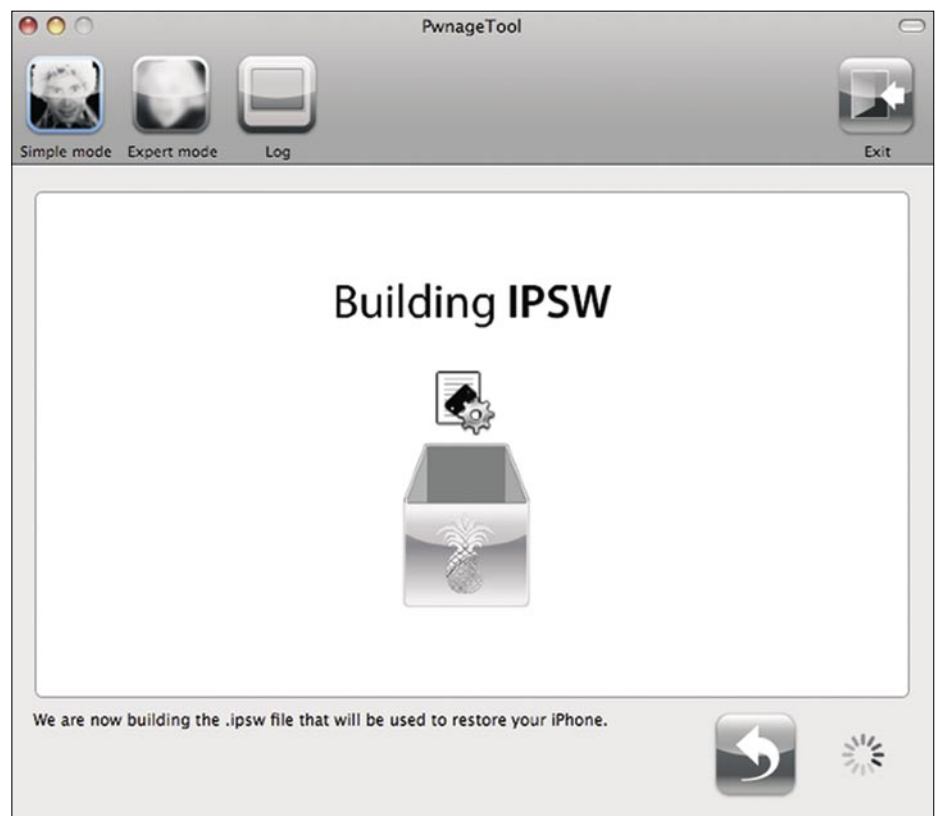 PwnageTool
Simple mode
Expert mode
Log
Exit
Building IPSW
We are now building the .ipsw file that will be used to restore your iPhone.